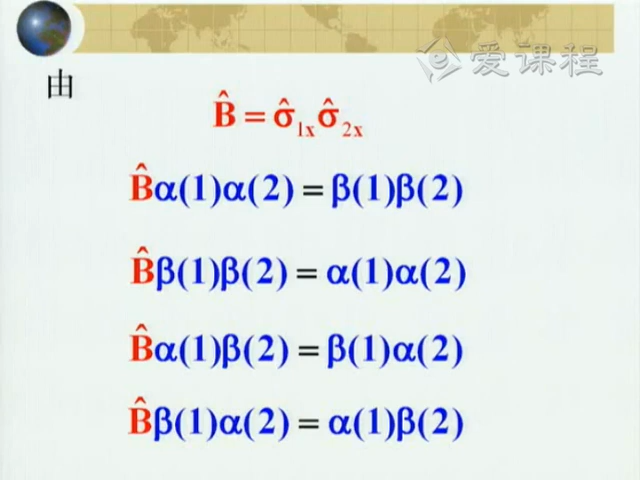 爱课程
由
B̂ = σ̂₁ₓσ̂₂ₓ
B̂α(1)α(2) = β(1)β(2)
B̂β(1)β(2) = α(1)α(2)
B̂α(1)β(2) = β(1)α(2)
B̂β(1)α(2) = α(1)β(2)